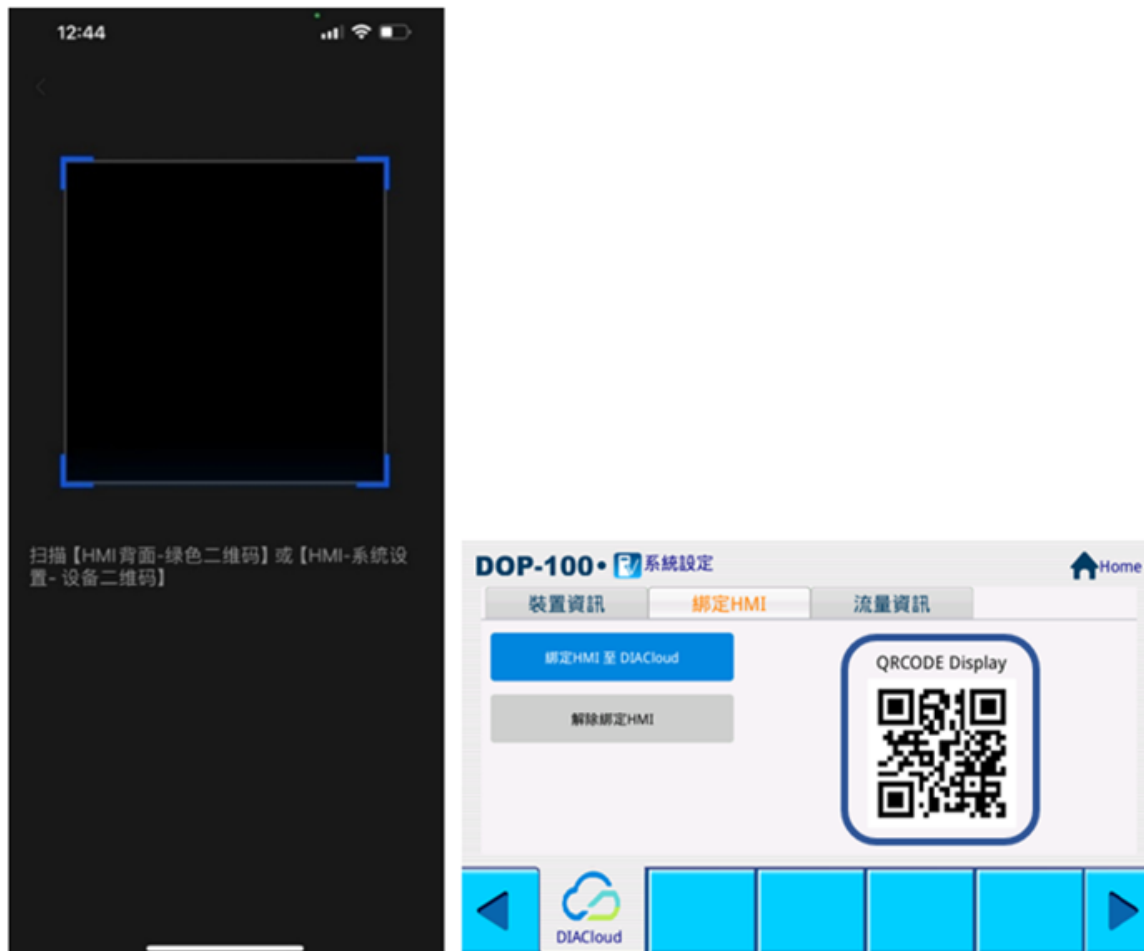 12:44
扫描【HMI背面-绿色二维码】或【HMI-系统设
置- 设备二维码】
DOP-100• 系統設定
Home
裝置資訊 綁定HMI 流量資訊
綁定HMI 至 DIACloud
解除綁定HMI
QRCODE Display
DIACloud